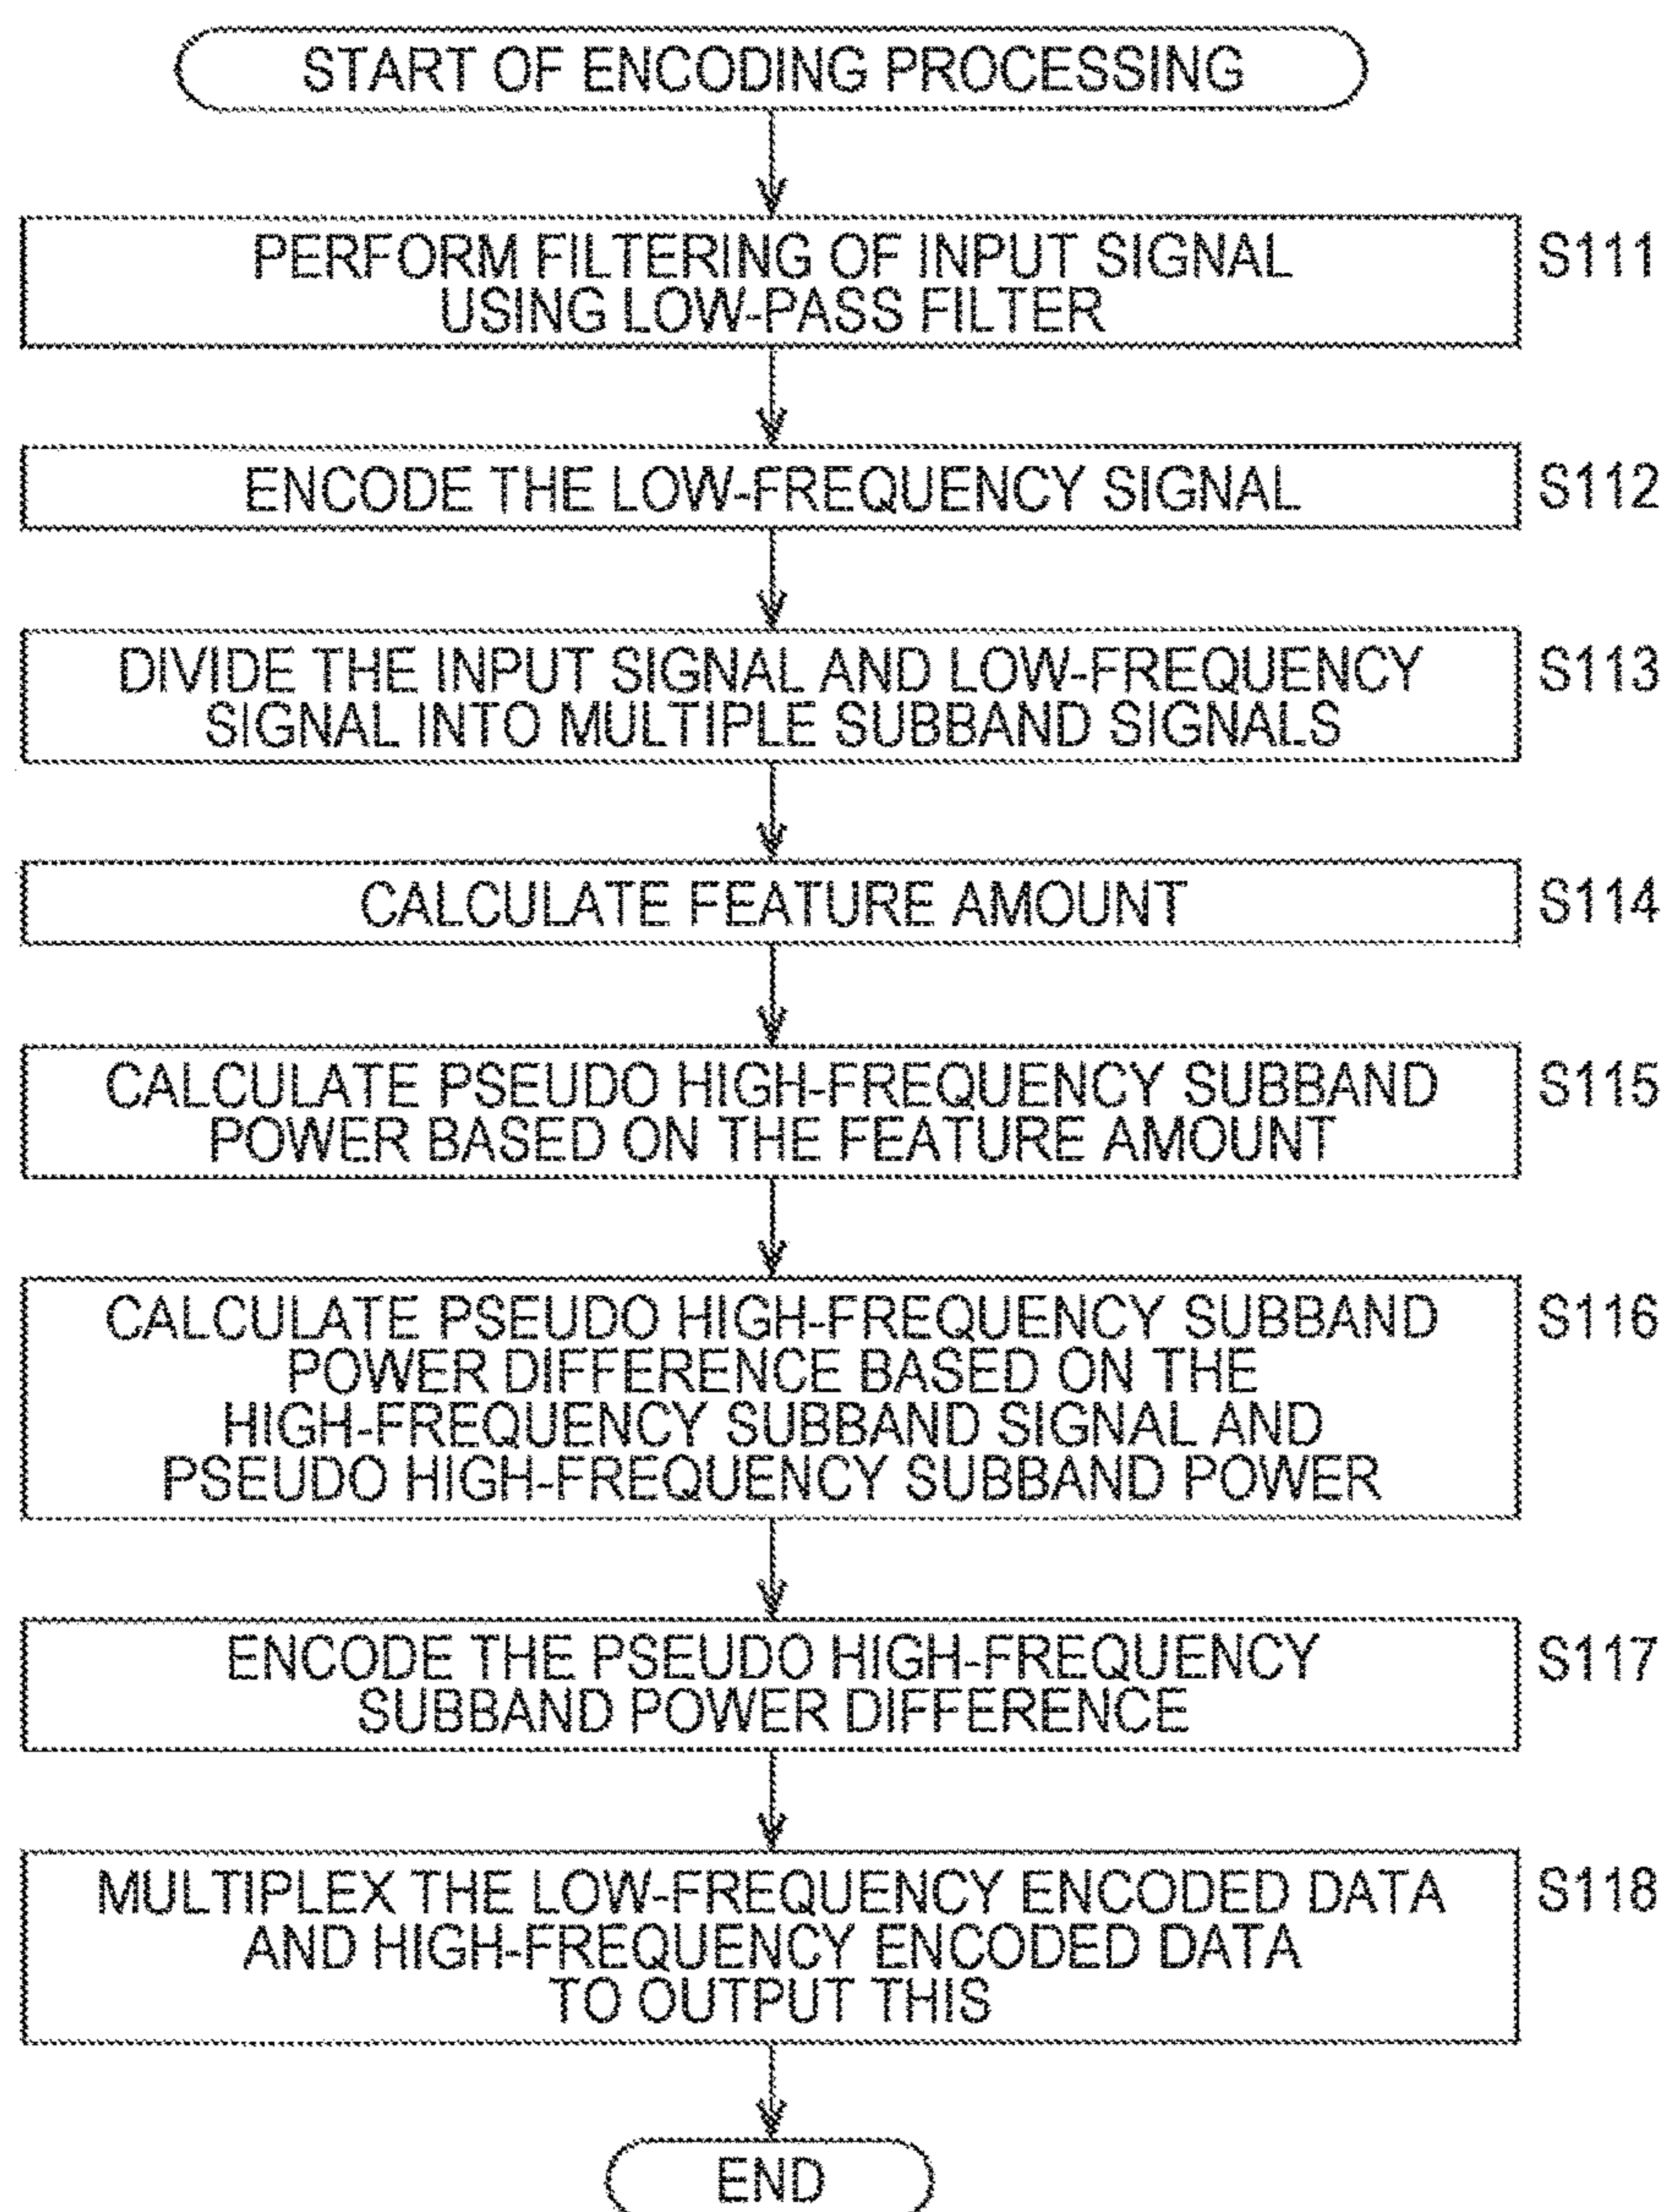 START OF ENCODING PROCESSING
PERFORM FILTERING OF INPUT SIGNAL
USING LOW-PASS FILTER
S111
ENCODE THE LOW-FREQUENCY SIGNAL
S112
DIVIDE THE INPUT SIGNAL AND LOW-FREQUENCY
SIGNAL INTO MULTIPLE SUBBAND SIGNALS
S113
CALCULATE FEATURE AMOUNT
S114
CALCULATE PSEUDO HIGH-FREQUENCY SUBBAND
POWER BASED ON THE FEATURE AMOUNT
S115
CALCULATE PSEUDO HIGH-FREQUENCY SUBBAND
POWER DIFFERENCE BASED ON THE
HIGH-FREQUENCY SUBBAND SIGNAL AND
PSEUDO HIGH-FREQUENCY SUBBAND POWER
S116
ENCODE THE PSEUDO HIGH-FREQUENCY
SUBBAND POWER DIFFERENCE
S117
MULTIPLEX THE LOW-FREQUENCY ENCODED DATA
AND HIGH-FREQUENCY ENCODED DATA
TO OUTPUT THIS
S118
END